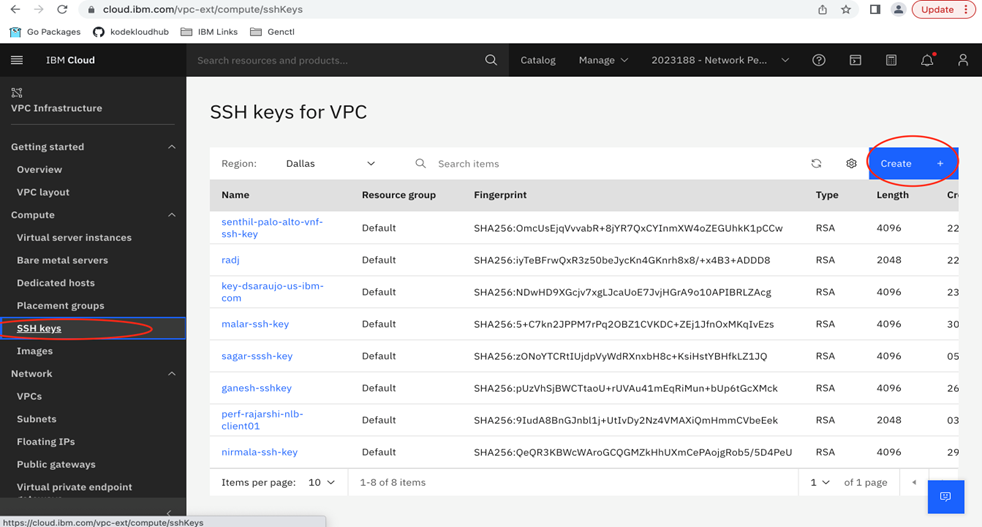 cloud.ibm.com/vpc-ext/compute/sshKeys
Update
Go Packages
kodekloudhub
IBM Links
Genctl
IBM Cloud
Search resources and products...
Catalog
Manage
2023188 - Network Pe...
VPC Infrastructure
Getting started
Overview
VPC layout
Compute
Virtual server instances
Bare metal servers
Dedicated hosts
Placement groups
SSH keys
Images
Network
VPCs
Subnets
Floating IPs
Public gateways
Virtual private endpoint
https://cloud.ibm.com/vpc-ext/compute/sshKeys
SSH keys for VPC
Region: Dallas
Search items
Create +
Name Resource group Fingerprint Type Length Cr
senthil-palo-alto-vnf-
ssh-key Default SHA256:OmcUsEjqVvvabR+8jYR7QxCYInmXW4oZEGUhkK1pCCw RSA 4096 22
radj Default SHA256:iyTeBFrwQxR3z50beJycKn4GKnrh8x8/+x4B3+ADDD8 RSA 2048 22
key-dsaraujo-us-ibm-
com Default SHA256:NDwHD9XGcjv7xgLJcaUoE7JvjHGrA9o10APIBRLZAcg RSA 4096 23
malar-ssh-key Default SHA256:5+C7kn2JPPM7rPq2OBZ1CVKDC+ZEj1JfnOxMKqIvEzs RSA 4096 30
sagar-sssh-key Default SHA256:zONoYTCRtIUjdpVyWdRXnxbH8c+KsiHstYBHfkLZ1JQ RSA 4096 05
ganesh-sshkey Default SHA256:pUzVhSjBWCTtaoU+rUVAu41mEqRiMun+bUp6tGcXMck RSA 4096 26
perf-rajarshi-nlb-
client01 Default SHA256:9IudA8BnGJnbl1j+UtIvDy2Nz4VMAXiQmHmmCVbeEek RSA 2048 03
nirmala-ssh-key Default SHA256:QeQR3KBWcWAroGCQGMZkHhUXmCePAojgRob5/5D4PeU RSA 4096 29
Items per page: 10 1-8 of 8 items 1 of 1 page